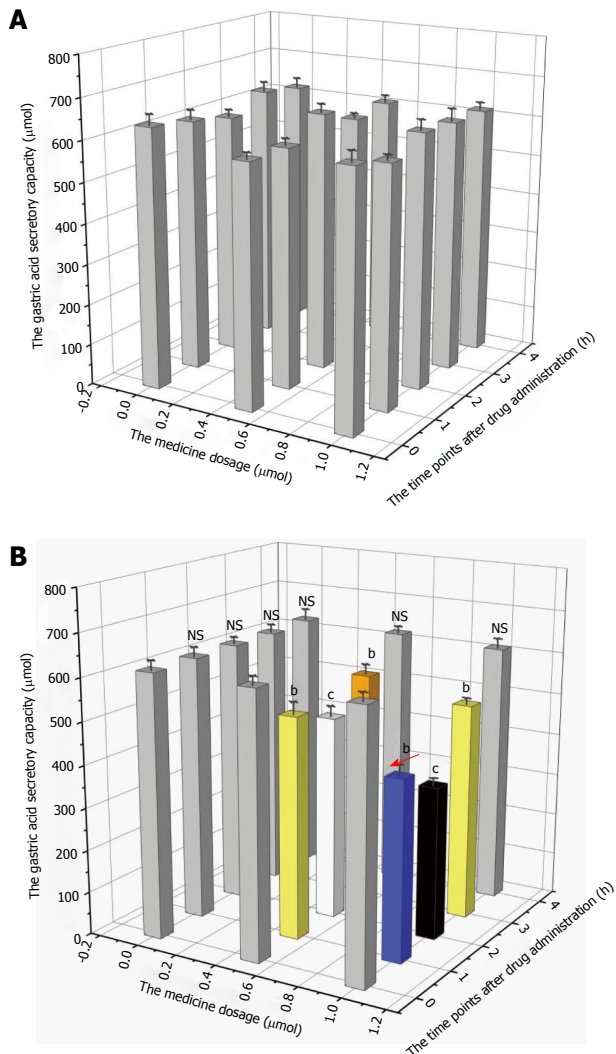 A
800
700
600
500
400
300
200
100
0
The gastric acid secretory capacity (μmol)
-0.2
0.0
0.2
0.4
0.6
0.8
1.0
1.2
The medicine dosage (μmol)
0
1
2
3
4
The time points after drug administration (h)
B
800
700
600
500
400
300
200
100
0
The gastric acid secretory capacity (μmol)
NS
NS
NS
NS
NS
NS
b
b
c
b
b
c
-0.2
0.0
0.2
0.4
0.6
0.8
1.0
1.2
The medicine dosage (μmol)
0
1
2
3
4
The time points after drug administration (h)